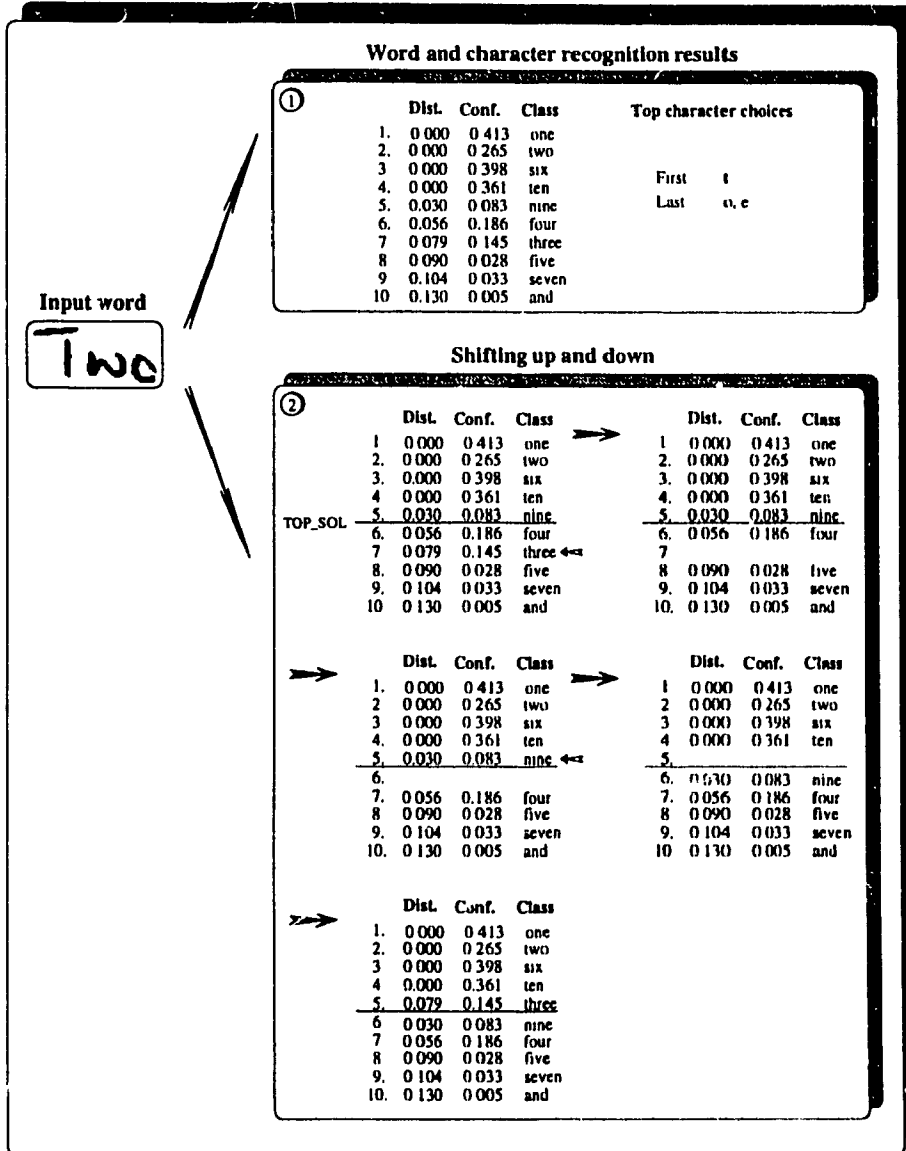 Word and character recognition results
①
Dist. Conf. Class
1. 0 000 0 413 one
2. 0 000 0 265 two
3 0 000 0 398 six
4. 0 000 0 361 ten
5. 0.030 0 083 nine
6. 0.056 0.186 four
7 0 079 0 145 three
8 0 090 0 028 five
9 0.104 0 033 seven
10 0.130 0 005 and
Top character choices
First t
Last o, e
Input word
Two
Shifting up and down
②
Dist. Conf. Class
1 0 000 0 413 one
2. 0 000 0 265 two
3. 0.000 0 398 six
4 0 000 0 361 ten
TOP_SOL 5. 0.030 0.083 nine
6. 0 056 0.186 four
7 0 079 0.145 three
8. 0 090 0 028 five
9. 0 104 0 033 seven
10 0 130 0 005 and
Dist. Conf. Class
1 0 000 0 413 one
2. 0 000 0 265 two
3. 0 000 0 398 six
4. 0 000 0 361 ten
5. 0.030 0.083 nine
6. 0 056 0 186 four
7
8 0 090 0 028 five
9. 0 104 0 033 seven
10. 0 130 0 005 and
Dist. Conf. Class
1. 0 000 0 413 one
2 0 000 0 265 two
3 0 000 0 398 six
4. 0 000 0 361 ten
5. 0.030 0.083 nine
6.
7. 0 056 0.186 four
8 0 090 0 028 five
9. 0 104 0 033 seven
10. 0 130 0 005 and
Dist. Conf. Class
1 0 000 0 413 one
2 0 000 0 265 two
3 0 000 0 398 six
4 0 000 0 361 ten
5.
6. 0 030 0 083 nine
7. 0 056 0 186 four
8 0 090 0 028 five
9. 0 104 0 033 seven
10 0 130 0 005 and
Dist. Conf. Class
1. 0 000 0 413 one
2. 0 000 0 265 two
3 0 000 0 398 six
4 0.000 0.361 ten
5. 0.079 0.145 three
6 0 030 0 083 nine
7 0 056 0 186 four
8 0 090 0 028 five
9. 0 104 0 033 seven
10. 0 130 0 005 and